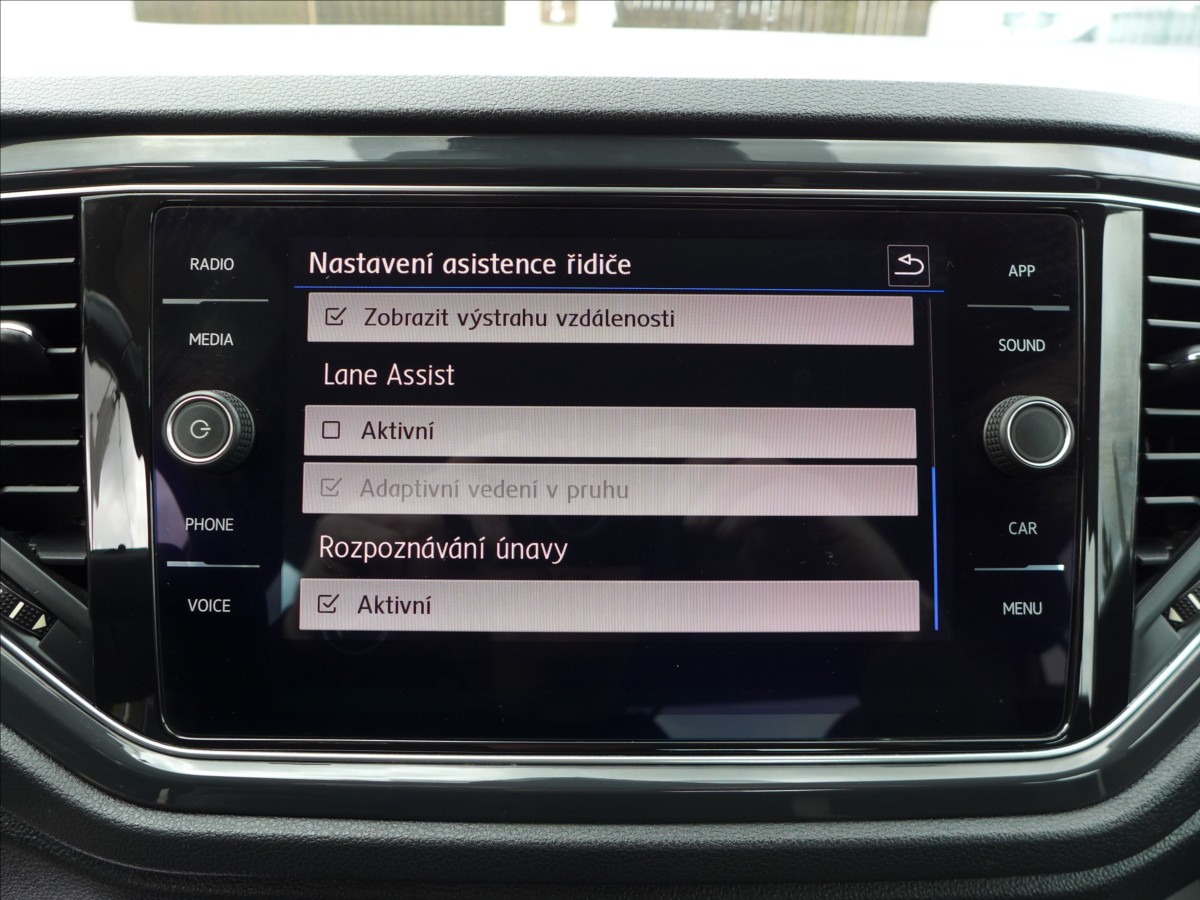 RADIO
MEDIA
PHONE
VOICE
Nastavení asistence řidiče
Zobrazit výstrahu vzdálenosti
Lane Assist
Aktivní
Adaptivní vedení v pruhu
Rozpoznávání únavy
Aktivní
APP
SOUND
CAR
MENU